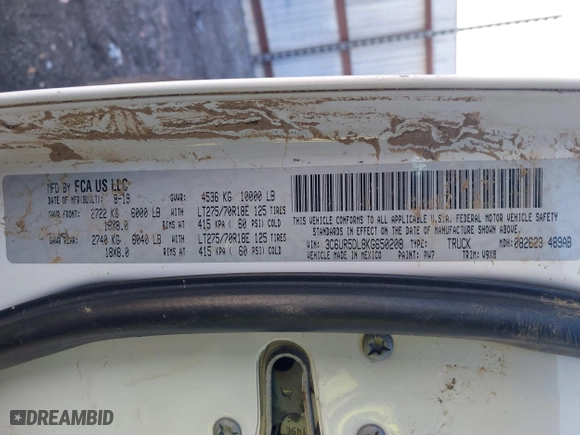 MFD BY FCA US LLC
DATE OF MFR(BUILT): 8-19 GVWR: 4536 KG 10000 LB
GAWR FRONT: 2722 KG 6000 LB WITH LT275/70R18E 125 TIRES
18X8.0 RIMS AT 415 KPA ( 60 PSI) COLD
GAWR REAR: 2740 KG 6040 LB WITH LT275/70R18E 125 TIRES
18X8.0 RIMS AT 415 KPA ( 60 PSI) COLD
THIS VEHICLE CONFORMS TO ALL APPLICABLE U.S.A. FEDERAL MOTOR VEHICLE SAFETY
STANDARDS IN EFFECT ON THE DATE OF MANUFACTURE SHOWN ABOVE.
VIN: 3C6UR5DL8KG650208 TYPE: TRUCK MDH: 082623 489AB
VEHICLE MADE IN MEXICO PAINT: PW7 TRIM: V9X8
DREAMBID